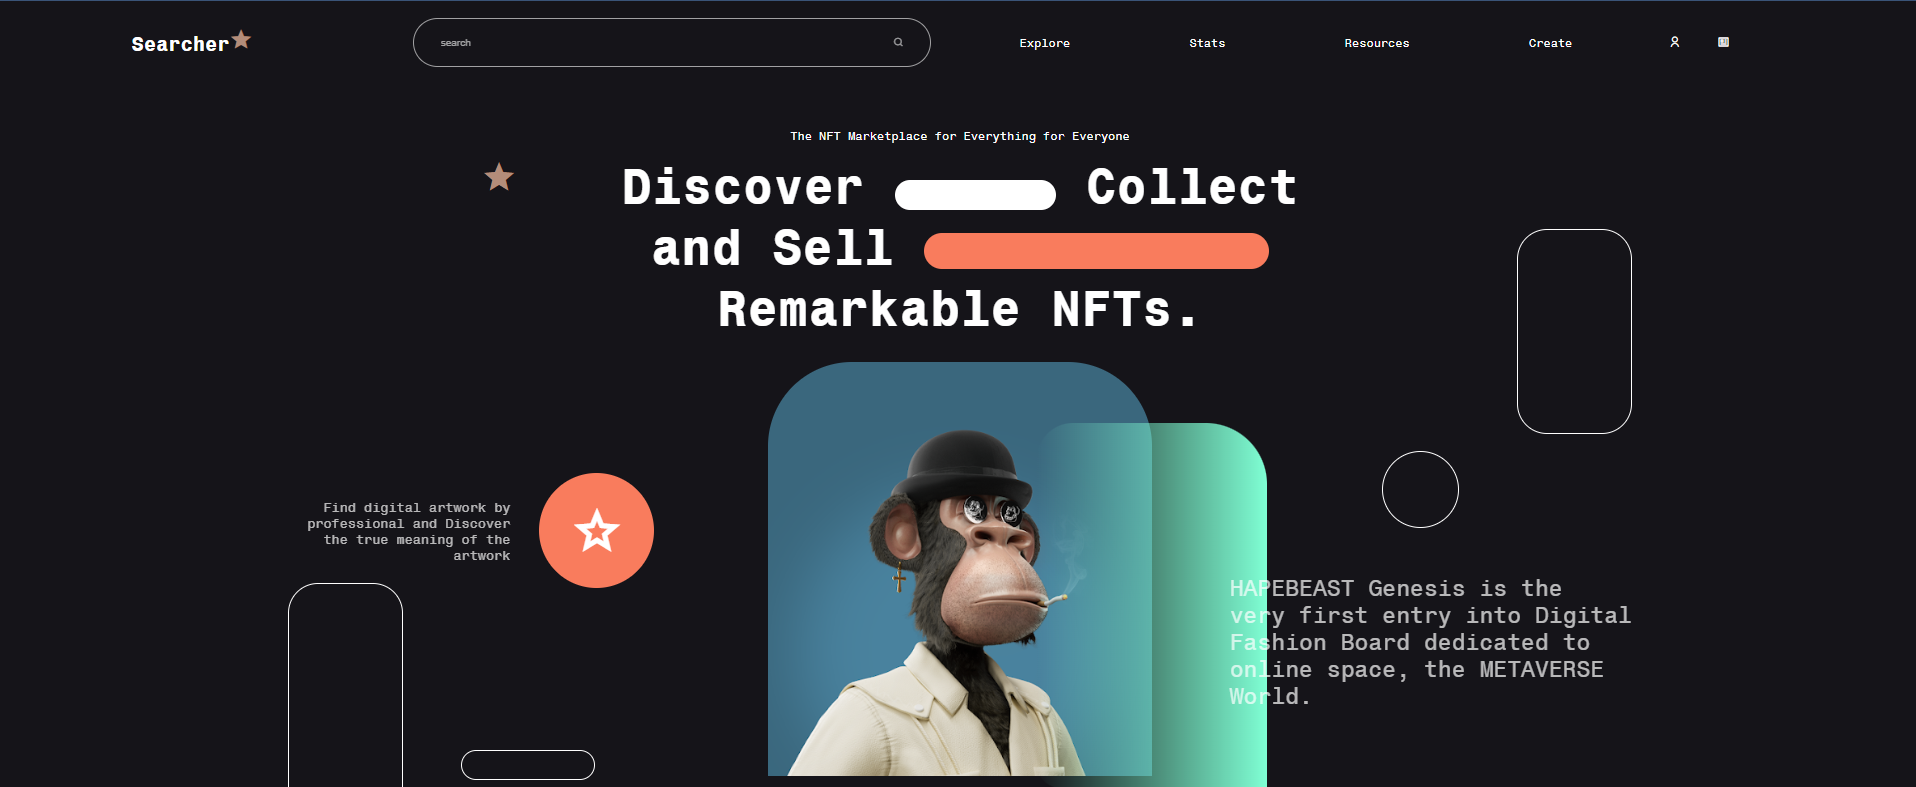 Searcher
search
Explore
Stats
Resources
Create
The NFT Marketplace for Everything for Everyone
Discover Collect
and Sell
Remarkable NFTs.
Find digital artwork by
professional and Discover
the true meaning of the
artwork
HAPEBEAST Genesis is the
very first entry into Digital
Fashion Board dedicated to
online space, the METAVERSE
World.